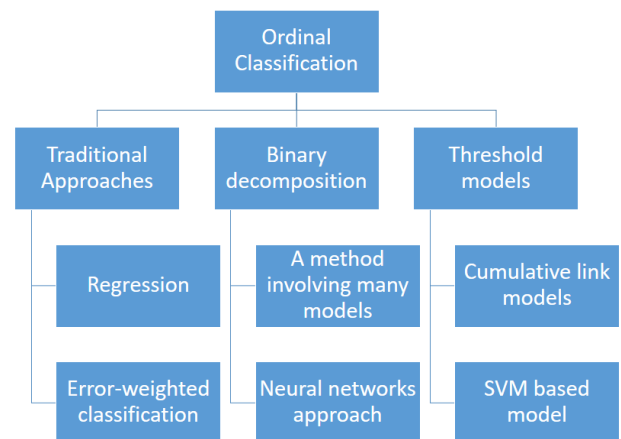 Ordinal
Classification
Traditional
Approaches
Binary
decomposition
Threshold
models
Regression
A method
involving many
models
Cumulative link
models
Error-weighted
classification
Neural networks
approach
SVM based
model